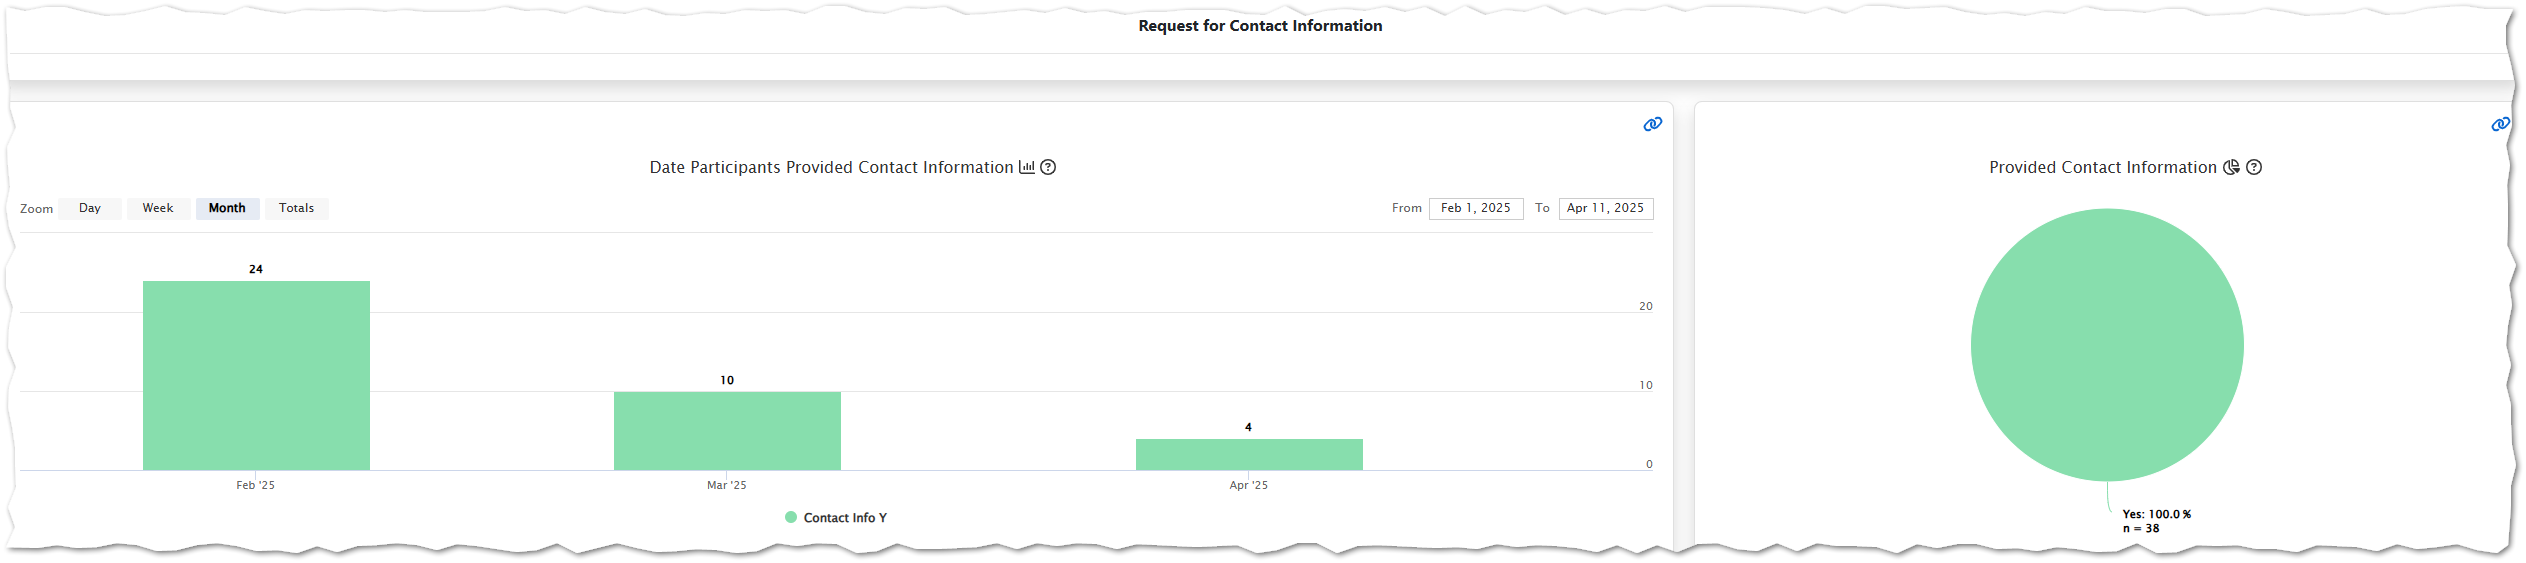 Request for Contact Information
Date Participants Provided Contact Information
Zoom Day Week Month Totals
From Feb 1, 2025 To Apr 11, 2025
24
20
10
10
4
0
Feb '25 Mar '25 Apr '25
Contact Info Y
Provided Contact Information
Yes: 100.0 %
n = 38